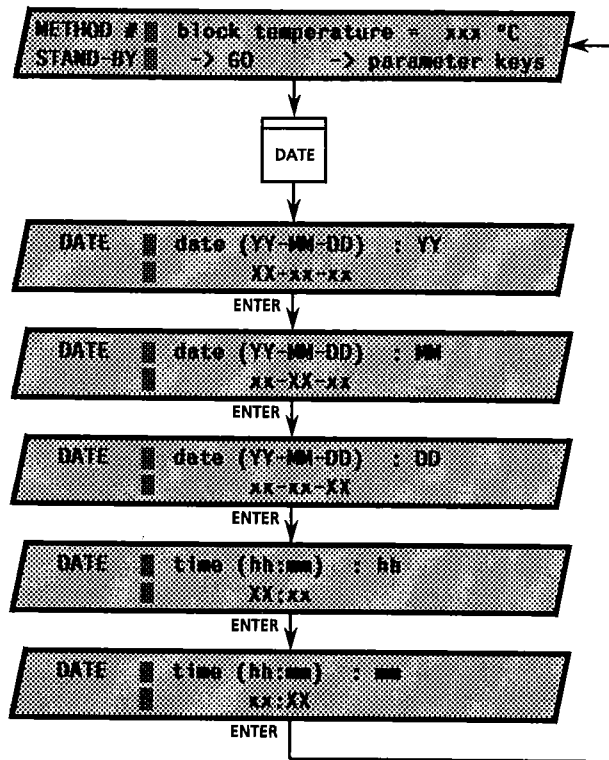 METHOD # block temperature = xxx °C
STAND-BY -> GO -> parameter keys
DATE
DATE date (YY-MM-DD) : YY
XX-xx-xx
ENTER
DATE date (YY-MM-DD) : MM
xx-XX-xx
ENTER
DATE date (YY-MM-DD) : DD
xx-xx-XX
ENTER
DATE time (hh:mm) : hh
XX:xx
ENTER
DATE time (hh:mm) : mm
xx:XX
ENTER